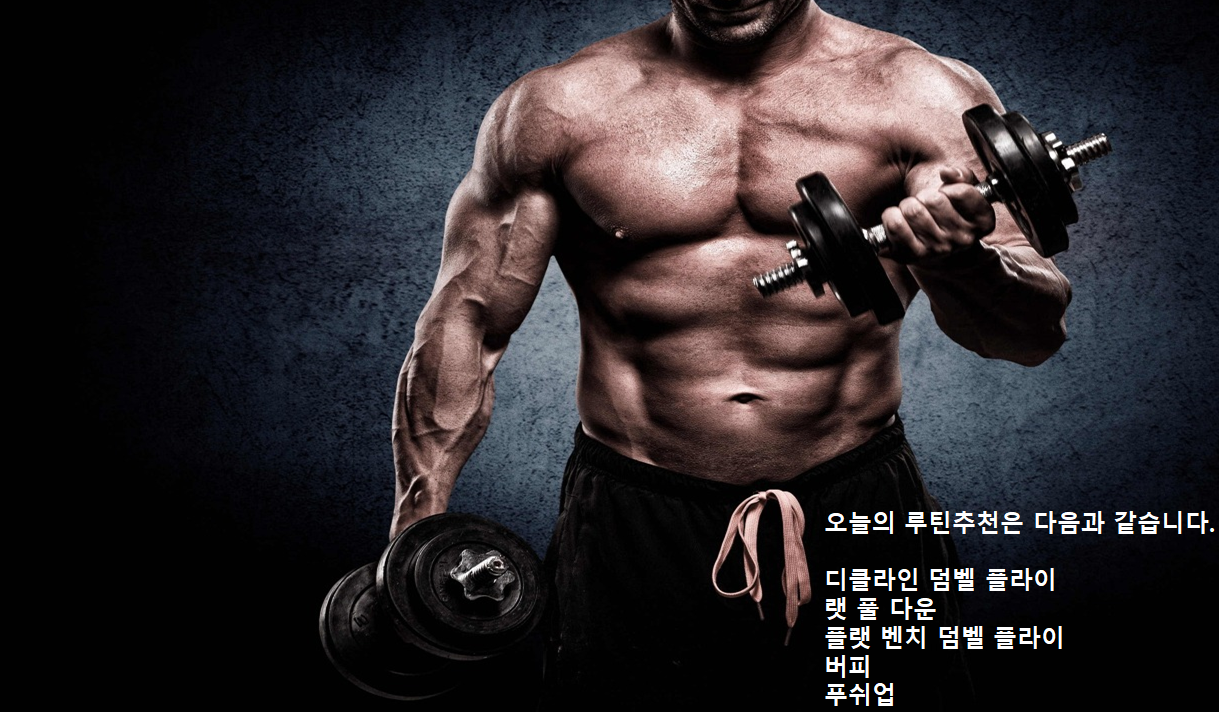 오늘의 루틴추천은 다음과 같습니다.
디클라인 덤벨 플라이
랫 풀 다운
플랫 벤치 덤벨 플라이
버피
푸쉬업